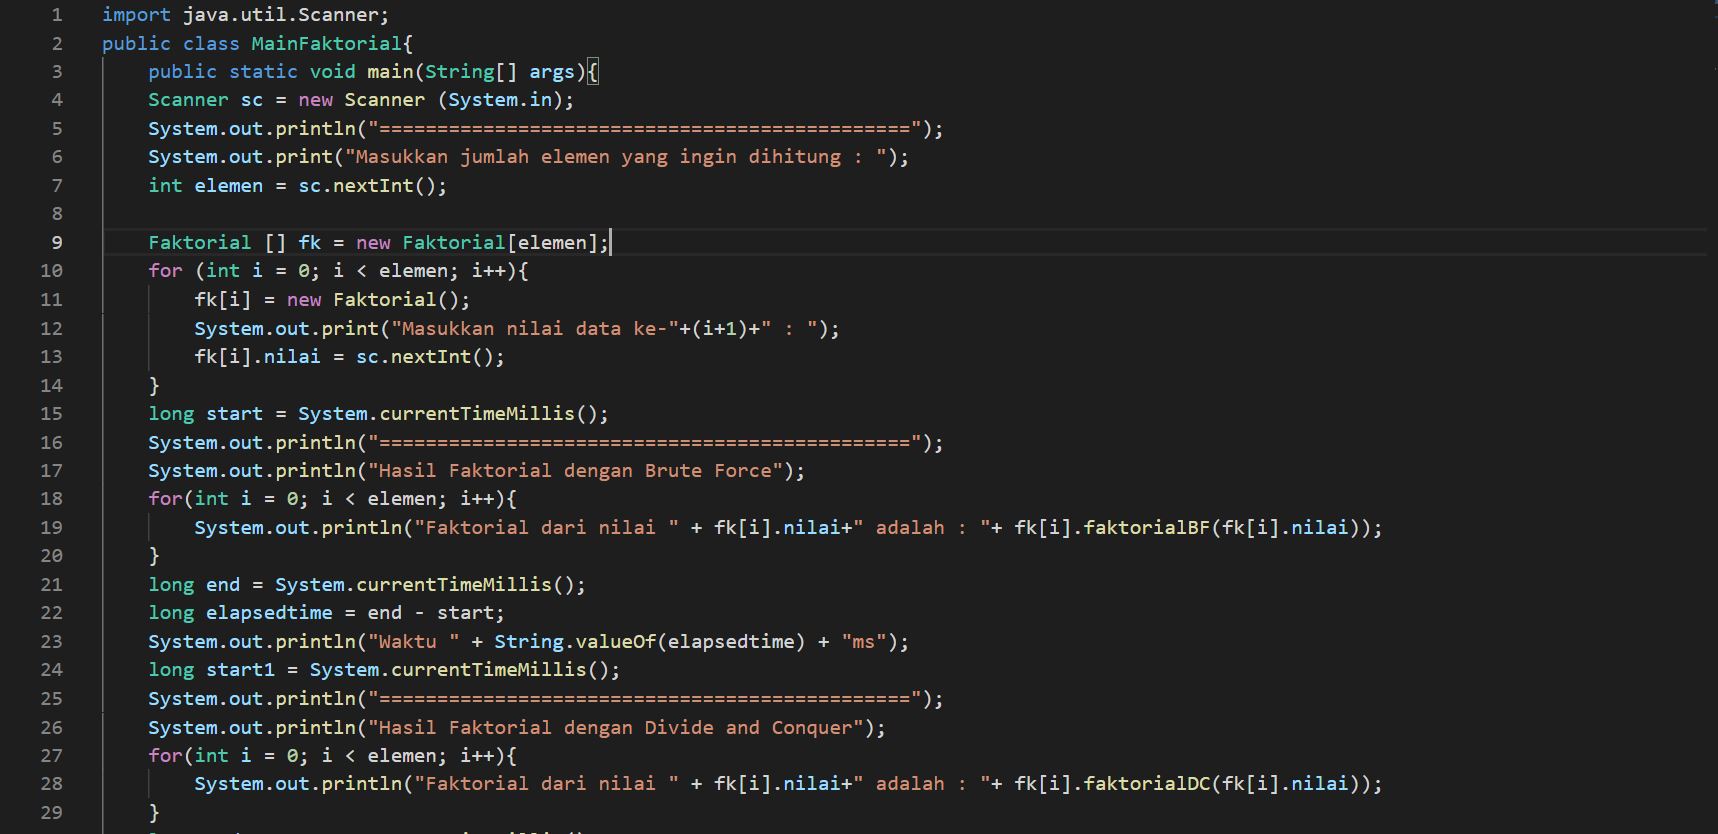 1 import java.util.Scanner;
2 public class MainFaktorial{
3 public static void main(String[] args){
4 Scanner sc = new Scanner (System.in);
5 System.out.println("==============================================");
6 System.out.print("Masukkan jumlah elemen yang ingin dihitung : ");
7 int elemen = sc.nextInt();
8
9 Faktorial [] fk = new Faktorial[elemen];
10 for (int i = 0; i < elemen; i++){
11 fk[i] = new Faktorial();
12 System.out.print("Masukkan nilai data ke-"+(i+1)+" : ");
13 fk[i].nilai = sc.nextInt();
14 }
15 long start = System.currentTimeMillis();
16 System.out.println("==============================================");
17 System.out.println("Hasil Faktorial dengan Brute Force");
18 for(int i = 0; i < elemen; i++){
19 System.out.println("Faktorial dari nilai " + fk[i].nilai+" adalah : "+ fk[i].faktorialBF(fk[i].nilai));
20 }
21 long end = System.currentTimeMillis();
22 long elapsedtime = end - start;
23 System.out.println("Waktu " + String.valueOf(elapsedtime) + "ms");
24 long start1 = System.currentTimeMillis();
25 System.out.println("==============================================");
26 System.out.println("Hasil Faktorial dengan Divide and Conquer");
27 for(int i = 0; i < elemen; i++){
28 System.out.println("Faktorial dari nilai " + fk[i].nilai+" adalah : "+ fk[i].faktorialDC(fk[i].nilai));
29 }